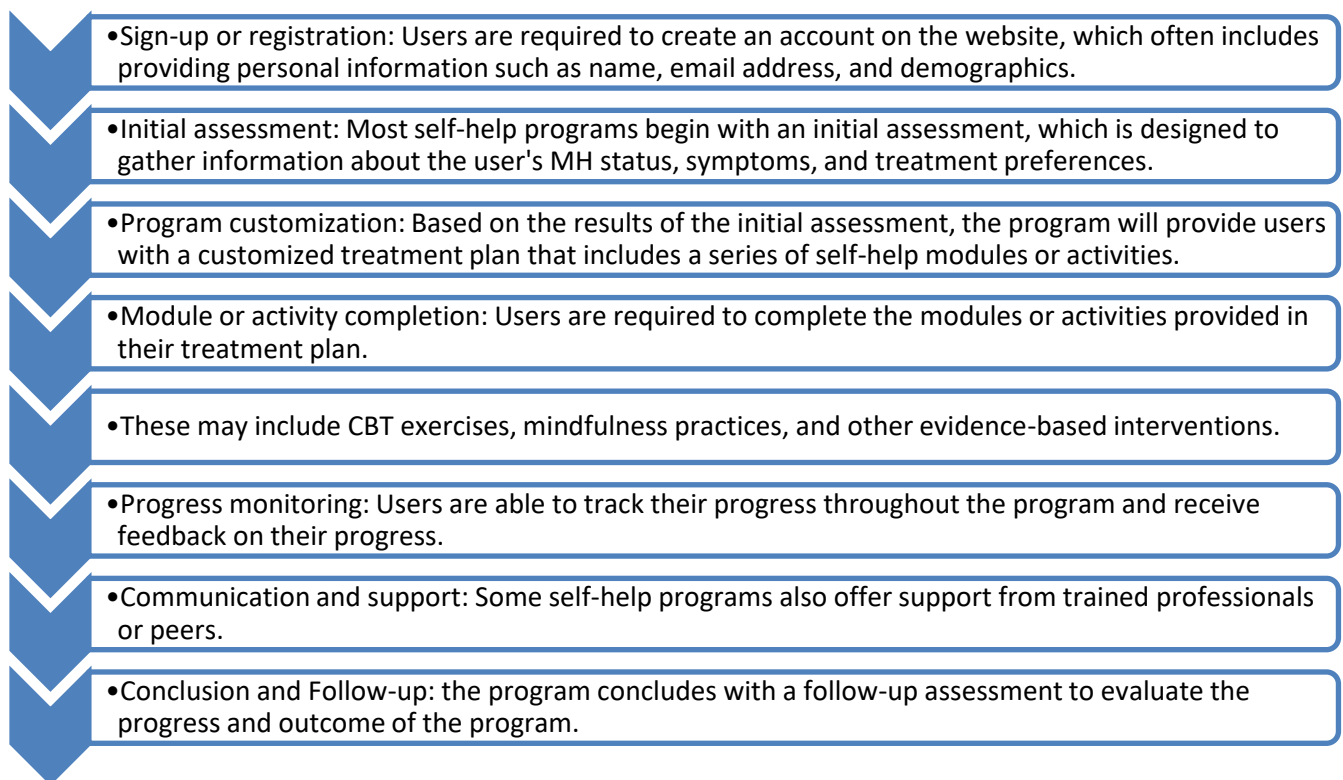 •Sign-up or registration: Users are required to create an account on the website, which often includes
providing personal information such as name, email address, and demographics.
•Initial assessment: Most self-help programs begin with an initial assessment, which is designed to
gather information about the user's MH status, symptoms, and treatment preferences.
•Program customization: Based on the results of the initial assessment, the program will provide users
with a customized treatment plan that includes a series of self-help modules or activities.
•Module or activity completion: Users are required to complete the modules or activities provided in
their treatment plan.
•These may include CBT exercises, mindfulness practices, and other evidence-based interventions.
•Progress monitoring: Users are able to track their progress throughout the program and receive
feedback on their progress.
•Communication and support: Some self-help programs also offer support from trained professionals
or peers.
•Conclusion and Follow-up: the program concludes with a follow-up assessment to evaluate the
progress and outcome of the program.